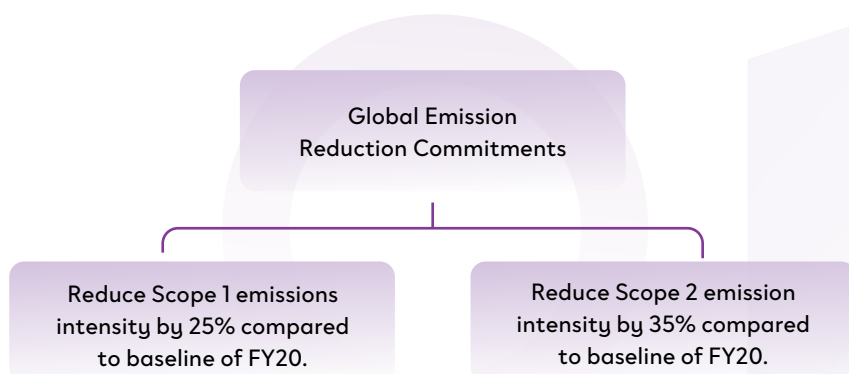 Global Emission
Reduction Commitments
Reduce Scope 1 emissions
intensity by 25% compared
to baseline of FY20.
Reduce Scope 2 emission
intensity by 35% compared
to baseline of FY20.